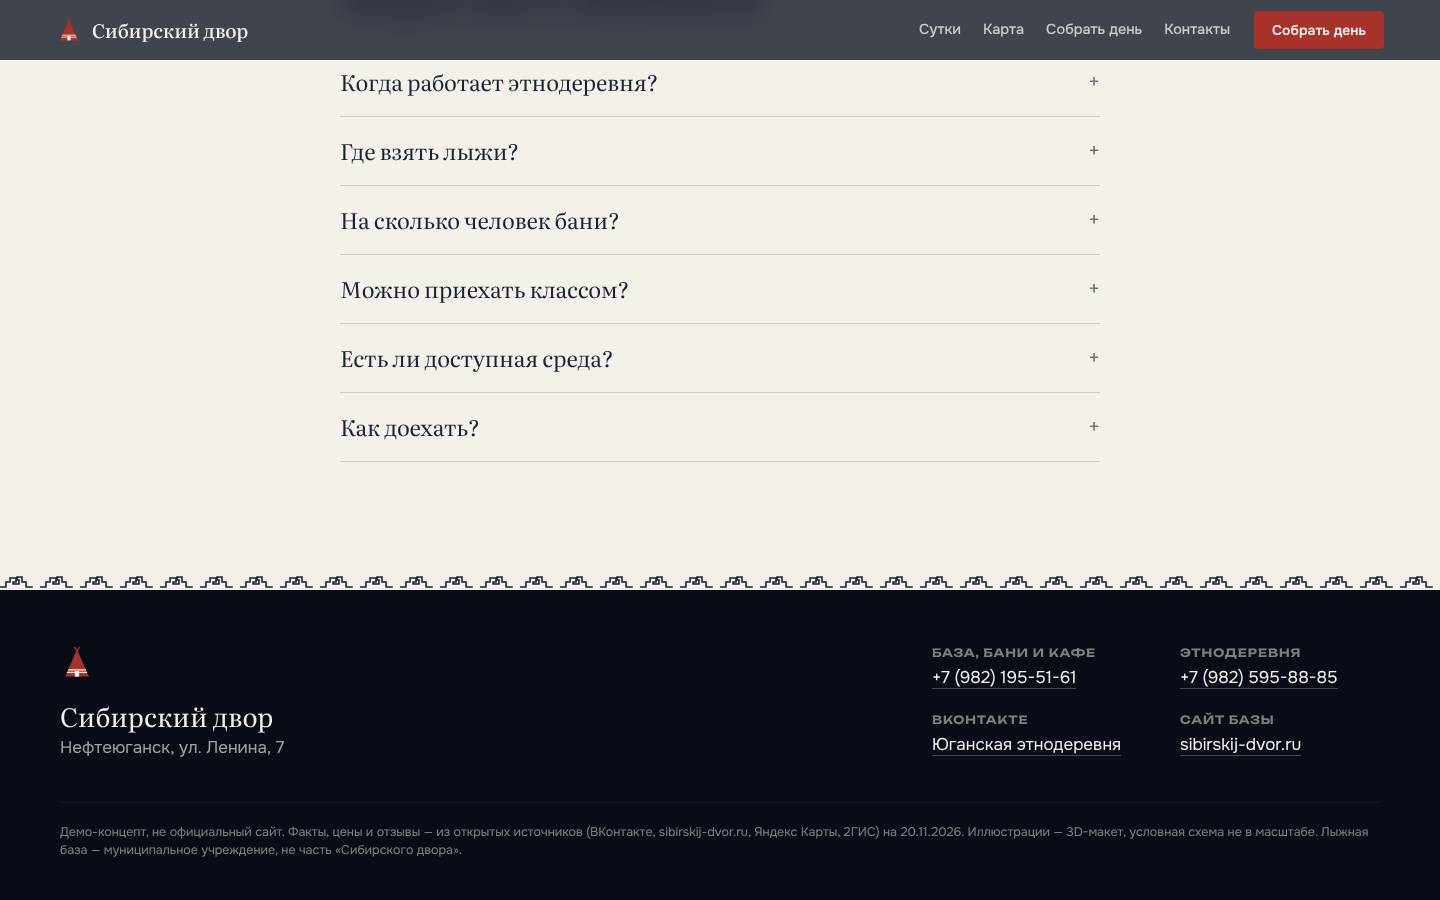 Сибирский двор
Сутки
Карта
Собрать день
Контакты
Собрать день
Когда работает этнодеревня?
+
Где взять лыжи?
+
На сколько человек бани?
+
Можно приехать классом?
+
Есть ли доступная среда?
+
Как доехать?
+
Сибирский двор
Нефтеюганск, ул. Ленина, 7
БАЗА, БАНИ И КАФЕ
+7 (982) 195-51-61
ЭТНОДЕРЕВНЯ
+7 (982) 595-88-85
ВКОНТАКТЕ
Юганская этнодеревня
САЙТ БАЗЫ
sibirskij-dvor.ru
Демо-концепт, не официальный сайт. Факты, цены и отзывы — из открытых источников (ВКонтакте, sibirskij-dvor.ru, Яндекс Карты, 2ГИС) на 20.11.2026. Иллюстрации — 3D-макет, условная схема не в масштабе. Лыжная
база — муниципальное учреждение, не часть «Сибирского двора».